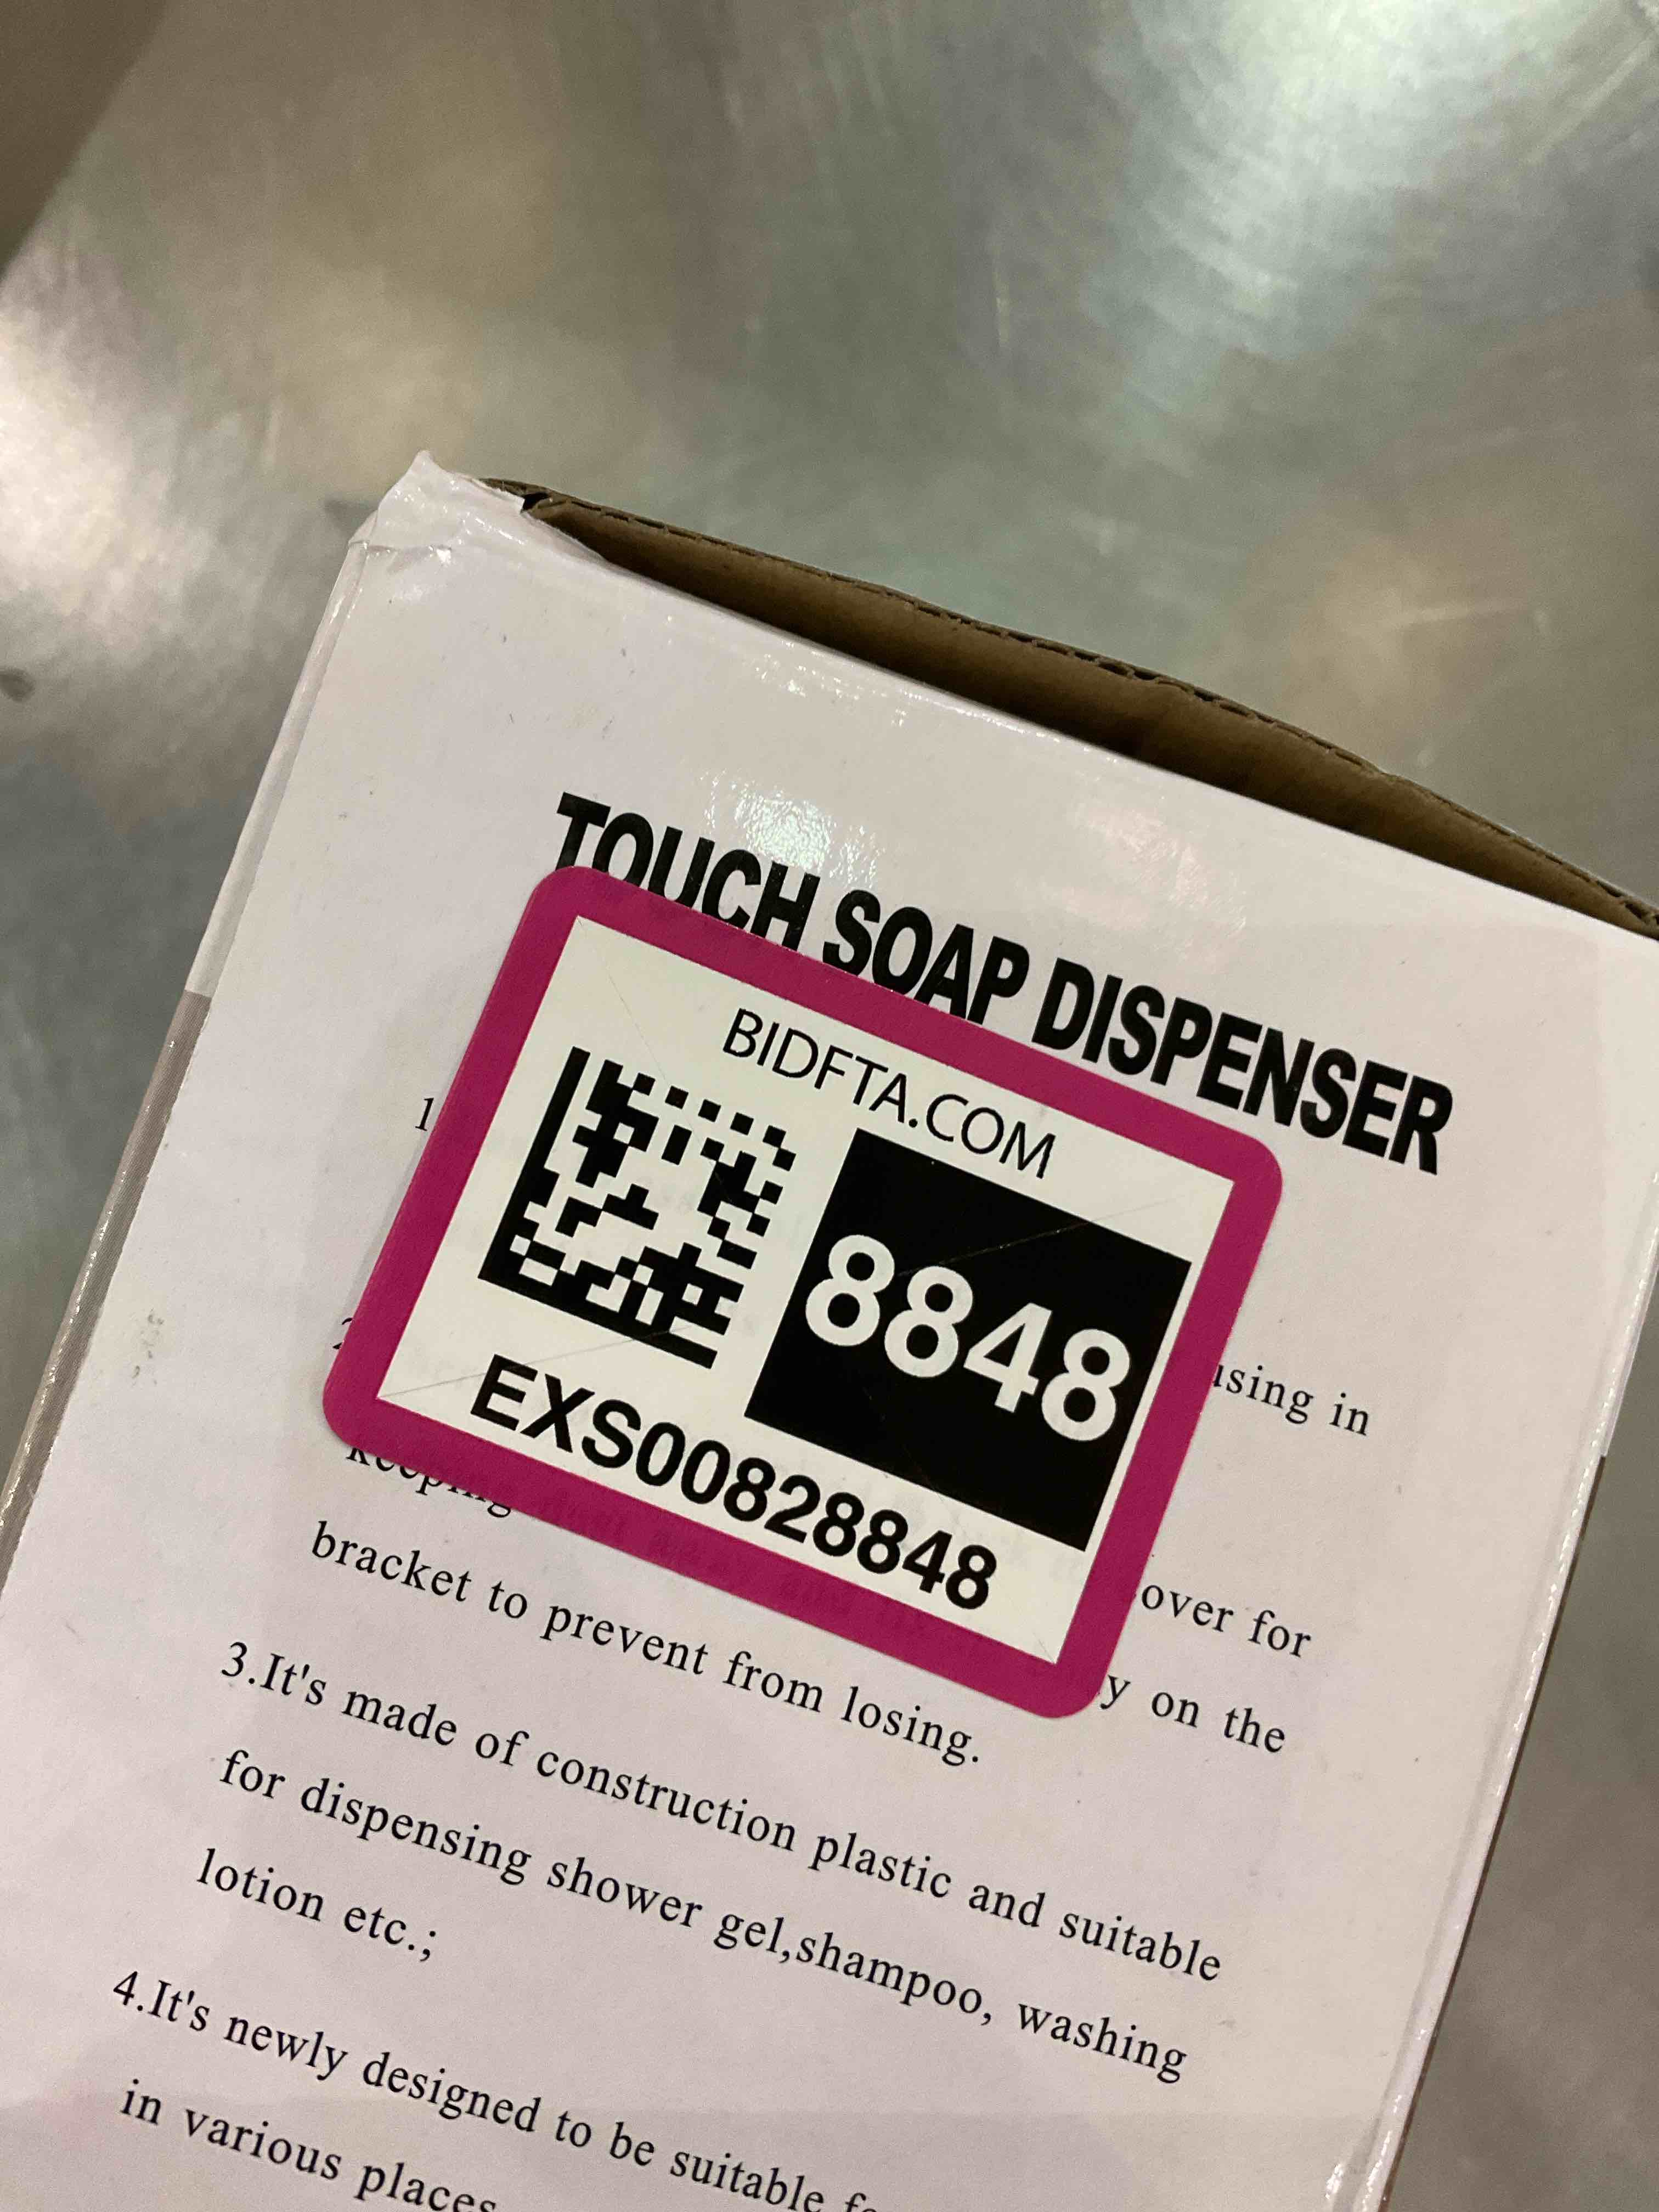 TOUCH SOAP DISPENSER
BIDFTA.COM
8848
EXS00828848
1
using in
over for
keeping
y on the
bracket to prevent from losing.
3.It's made of construction plastic and suitable
for dispensing shower gel,shampoo, washing
lotion etc.;
4.It's newly designed to be suitable
in various places